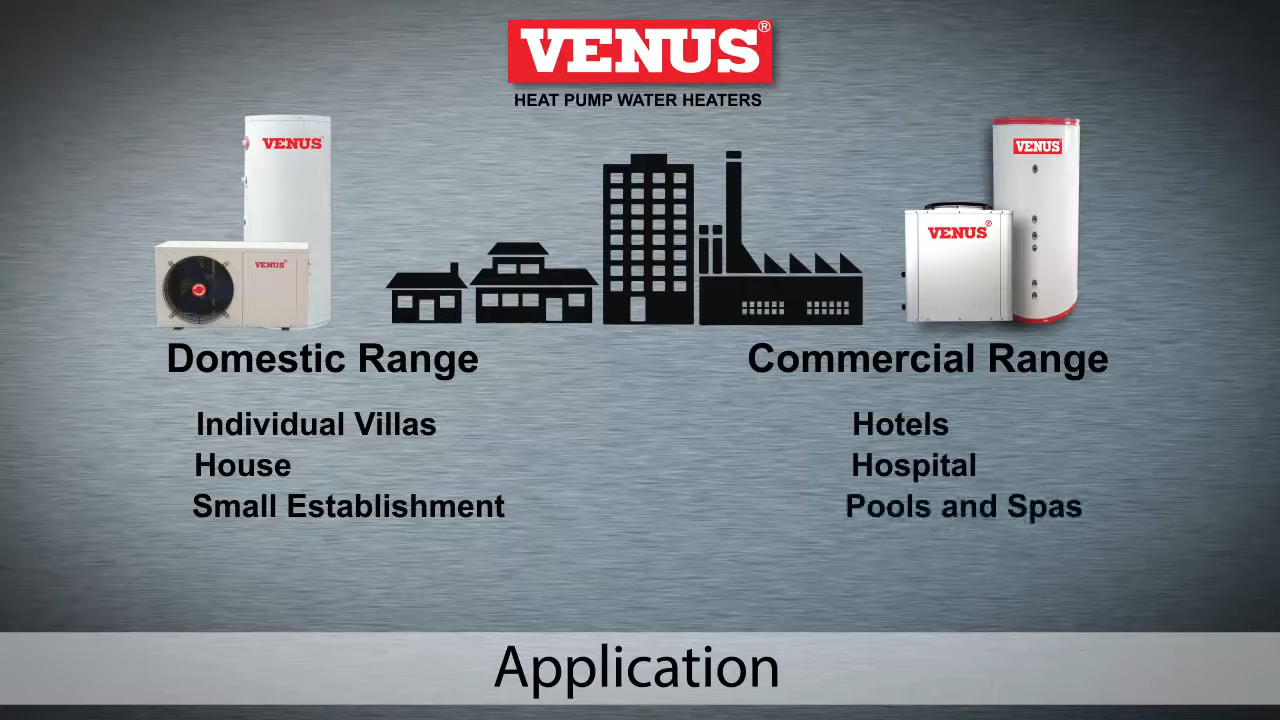 VENUS®
HEAT PUMP WATER HEATERS
VENUS
VENUS
VENUS
VENUS®
Domestic Range
Commercial Range
Individual Villas
House
Small Establishment
Hotels
Hospital
Pools and Spas
Application